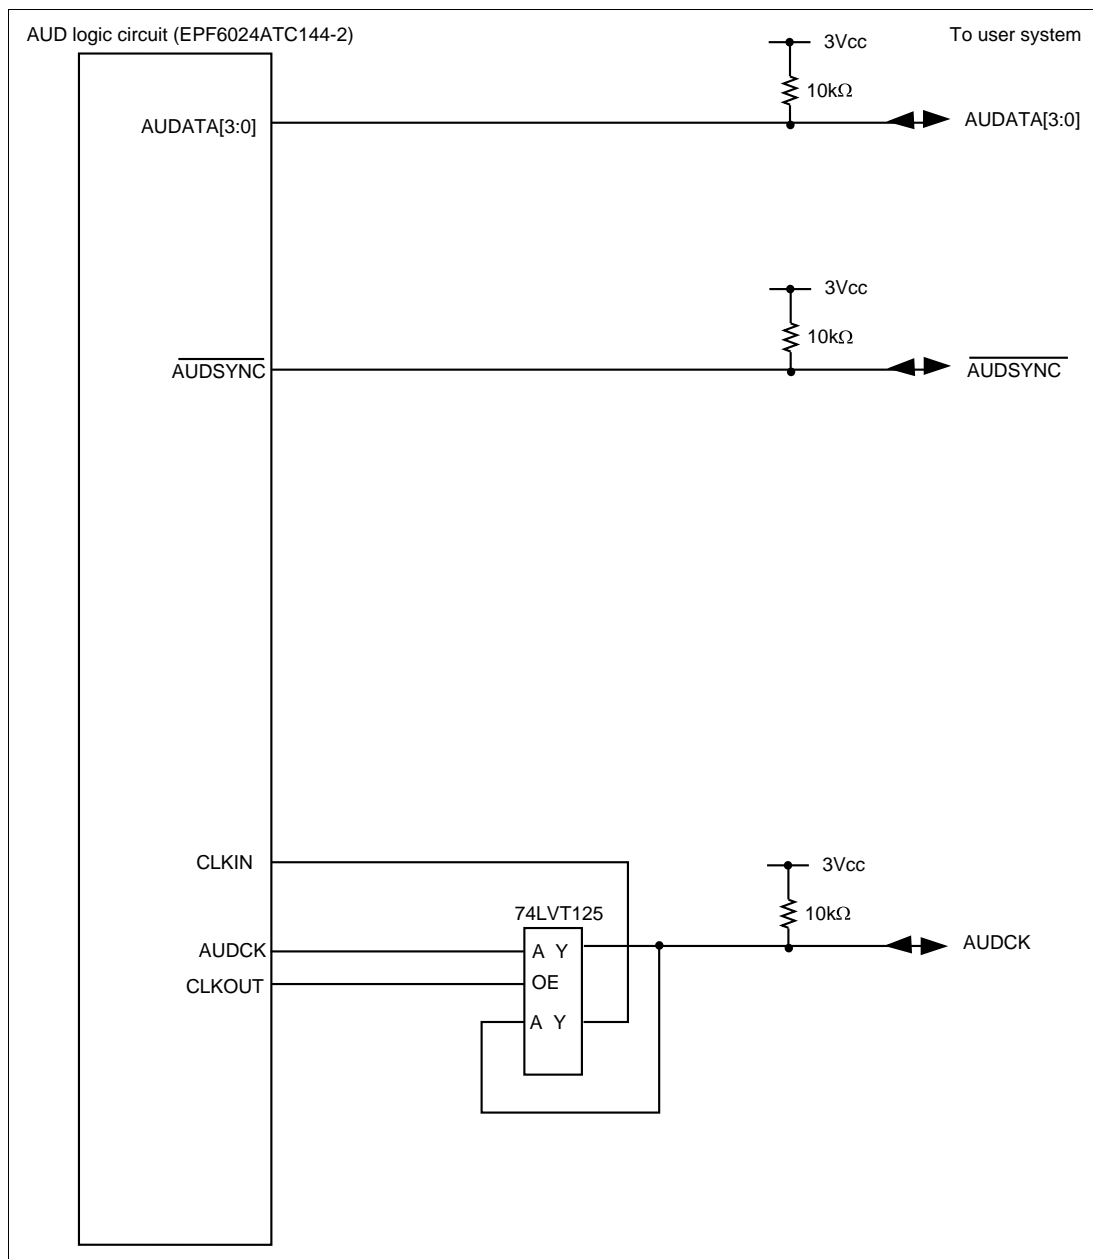 AUD logic circuit (EPF6024ATC144-2)
To user system
3Vcc
10kΩ
AUDATA[3:0]
AUDATA[3:0]
3Vcc
10kΩ
AUDSYNC
AUDSYNC
CLKIN
3Vcc
74LVT125
10kΩ
AUDCK
A Y
AUDCK
CLKOUT
OE
A Y